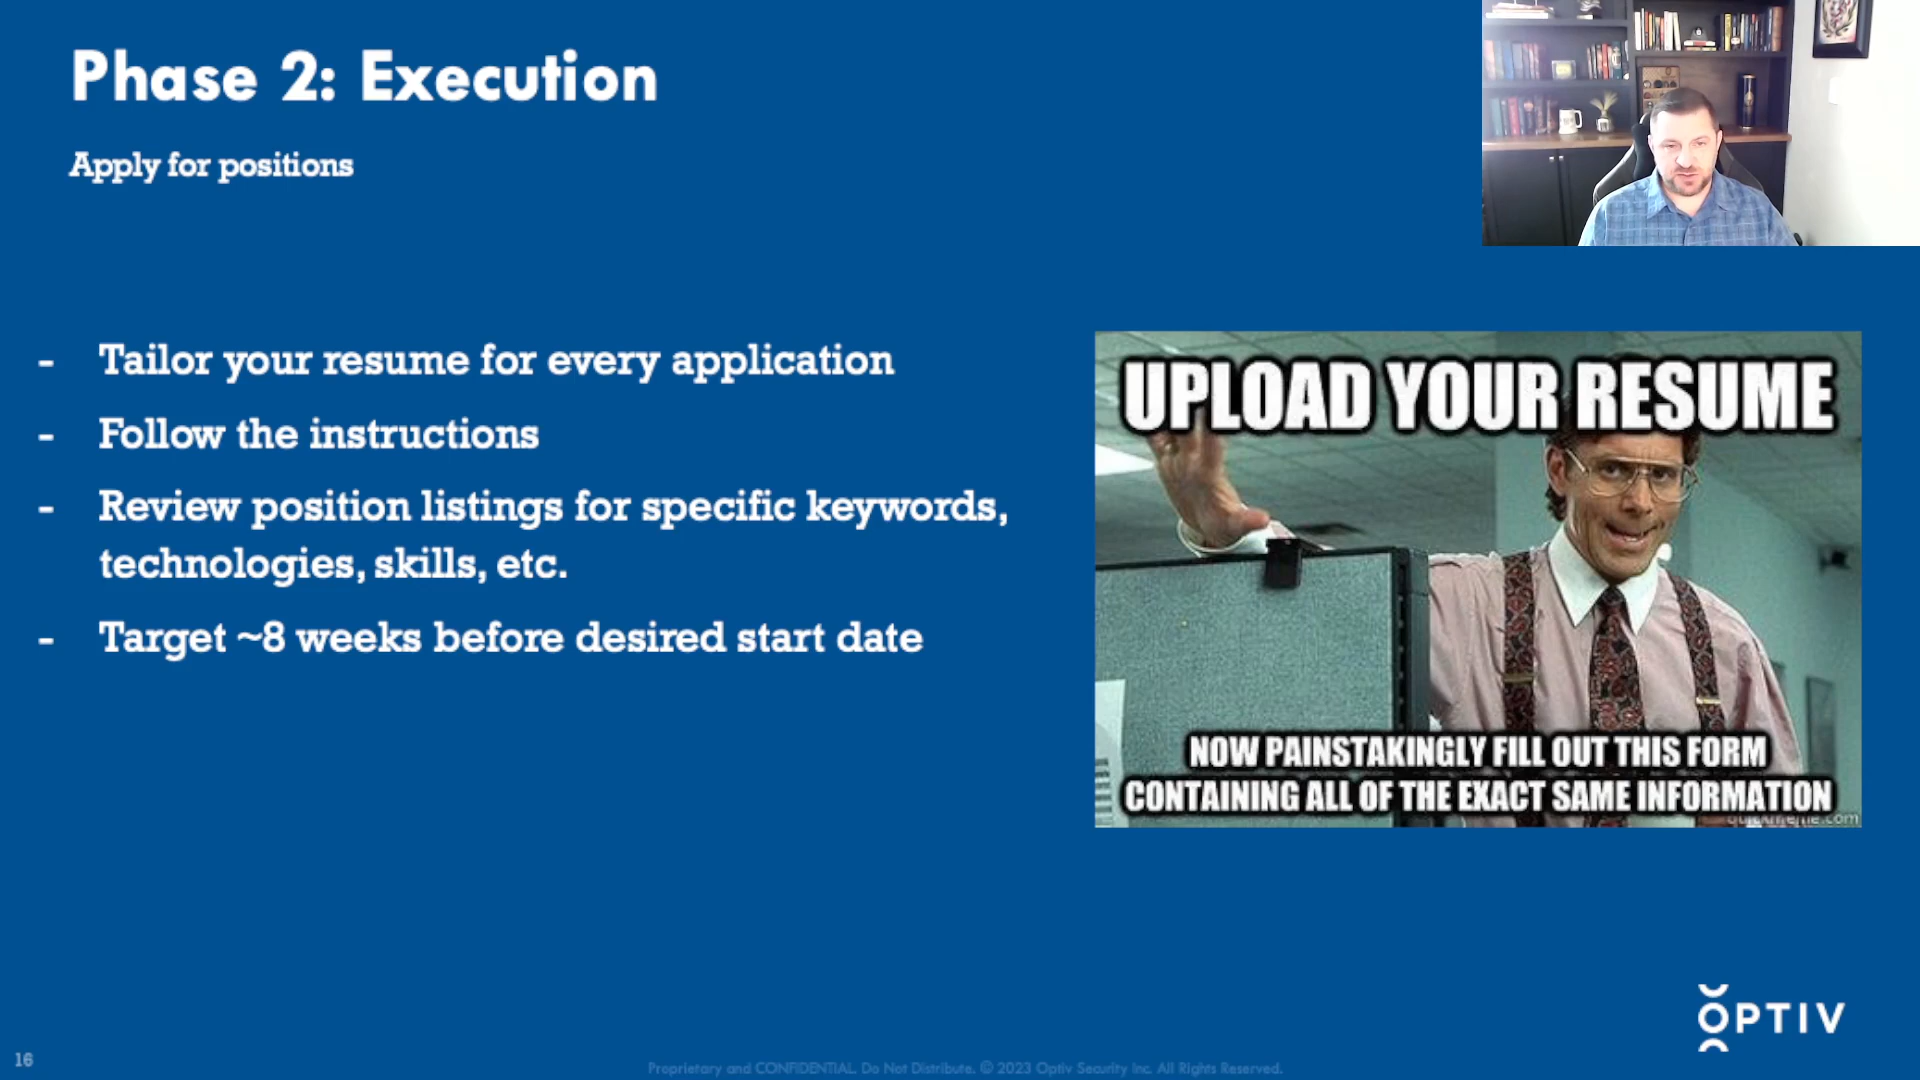 Phase 2: Execution
Apply for positions
- Tailor your resume for every application
- Follow the instructions
- Review position listings for specific keywords,
technologies, skills, etc.
- Target ~8 weeks before desired start date
UPLOAD YOUR RESUME
NOW PAINSTAKINGLY FILL OUT THIS FORM
CONTAINING ALL OF THE EXACT SAME INFORMATION
quickmeme.com
OPTIV
16
Proprietary and CONFIDENTIAL. Do Not Distribute. © 2023 Optiv Security Inc. All Rights Reserved.